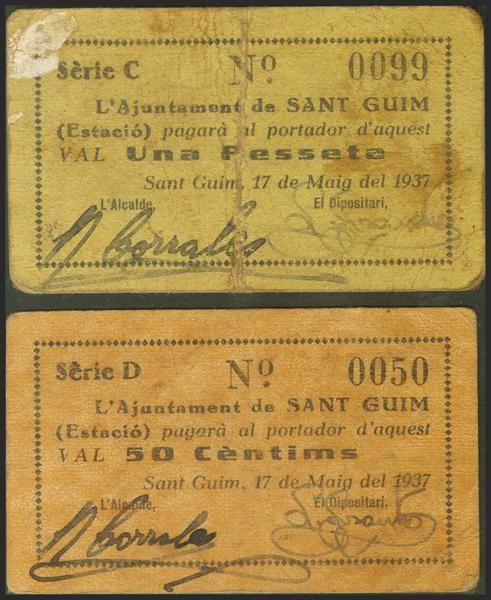 Sèrie C Nº 0099
L'Ajuntament de SANT GUIM
(Estació) pagarà al portador d'aquest
VAL Una Pesseta
Sant Guim, 17 de Maig del 1937
L'Alcalde, El Dipositari,
Corrales
Sèrie D Nº 0050
L'Ajuntament de SANT GUIM
(Estació) pagarà al portador d'aquest
VAL 50 Cèntims
Sant Guim, 17 de Maig del 1937
L'Alcalde, El Dipositari,